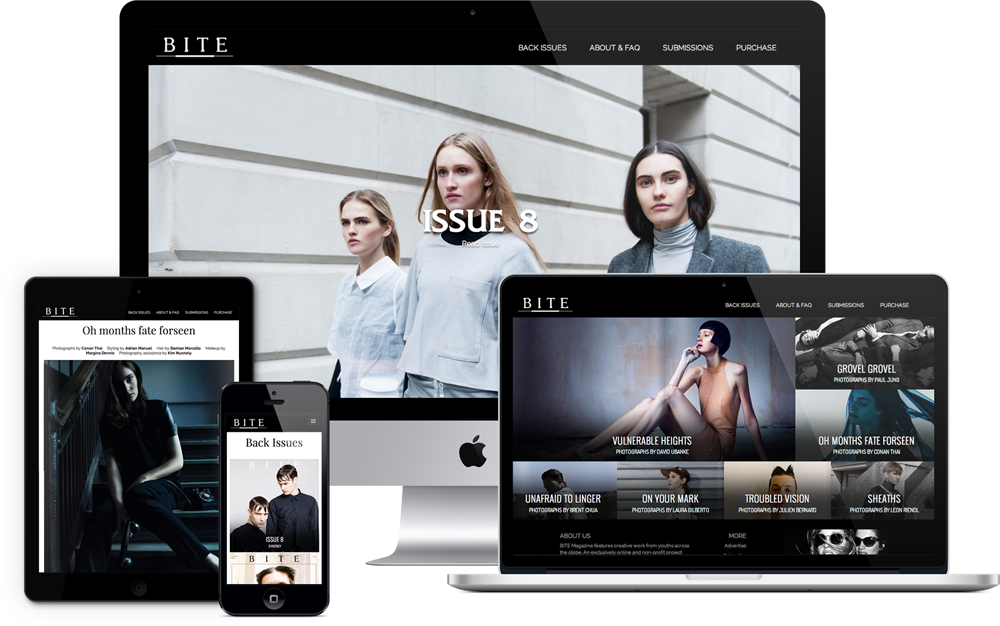 BITE
BACK ISSUES ABOUT & FAQ SUBMISSIONS PURCHASE
ISSUE 8
Read Issue
BITE
BACK ISSUES ABOUT & FAQ SUBMISSIONS PURCHASE
Oh months fate forseen
Photographs by Conan Thai Styling by Adrian Manuel Hair by Damian Monzillo Makeup by
Margina Dennis Photography assistance by Kim Nunnely
BITE
Back Issues
ISSUE 8
SYNERGY
BITE
BITE
BACK ISSUES ABOUT & FAQ SUBMISSIONS PURCHASE
VULNERABLE HEIGHTS
PHOTOGRAPHS BY DAVID UBANKE
GROVEL GROVEL
PHOTOGRAPHS BY PAUL JUNG
OH MONTHS FATE FORSEEN
PHOTOGRAPHS BY CONAN THAI
UNAFRAID TO LINGER
PHOTOGRAPHS BY BRENT CHUA
ON YOUR MARK
PHOTOGRAPHS BY LAURA GILBERTO
TROUBLED VISION
PHOTOGRAPHS BY JULIEN BERNARD
SHEATHS
PHOTOGRAPHS BY LEON RIENDL
ABOUT US
BITE Magazine features creative work from youths across
the globe. An exclusively online and non-profit project
MORE
Advertise